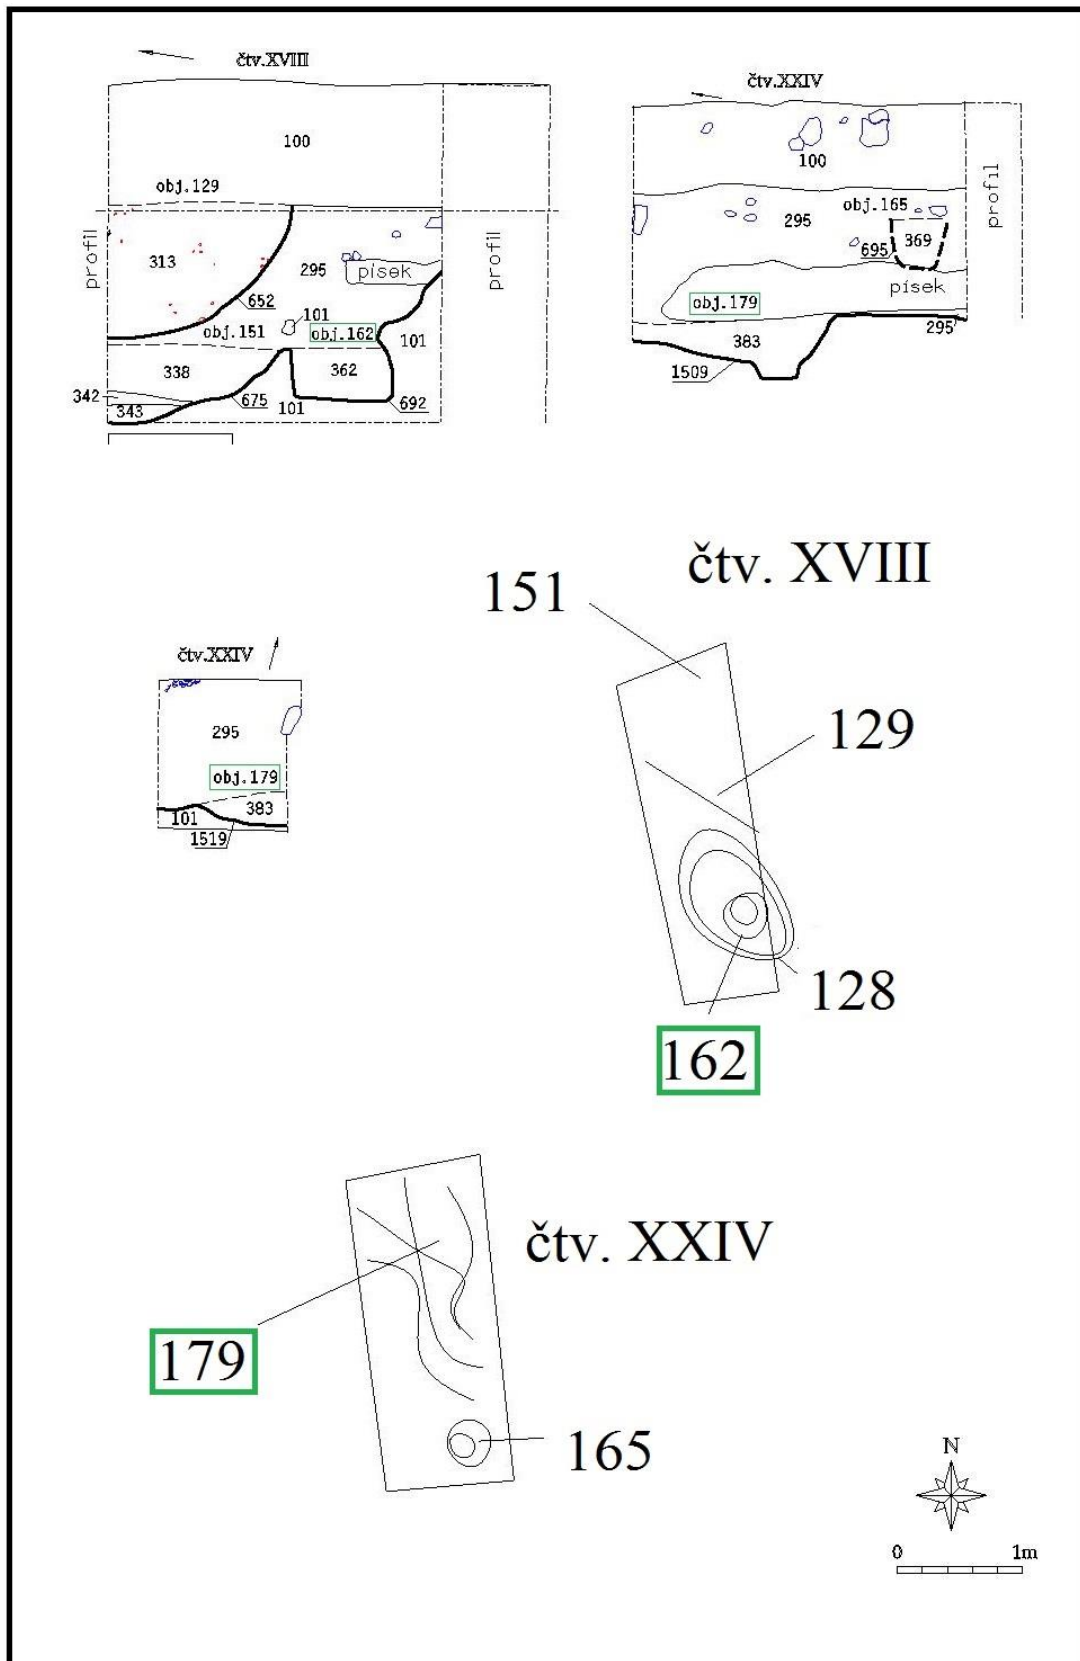 čtv.XVIII
100
obj.129
profil
313
652
295
písek
profil
obj.151
101
obj.162
101
338
362
342
343
675
101
692
čtv.XXIV
100
obj.165
295
695
369
profil
písek
obj.179
383
295
1509
čtv. XVIII
151
129
128
162
čtv.XXIV
295
obj.179
383
101
1519
čtv. XXIV
179
165
N
0 1m